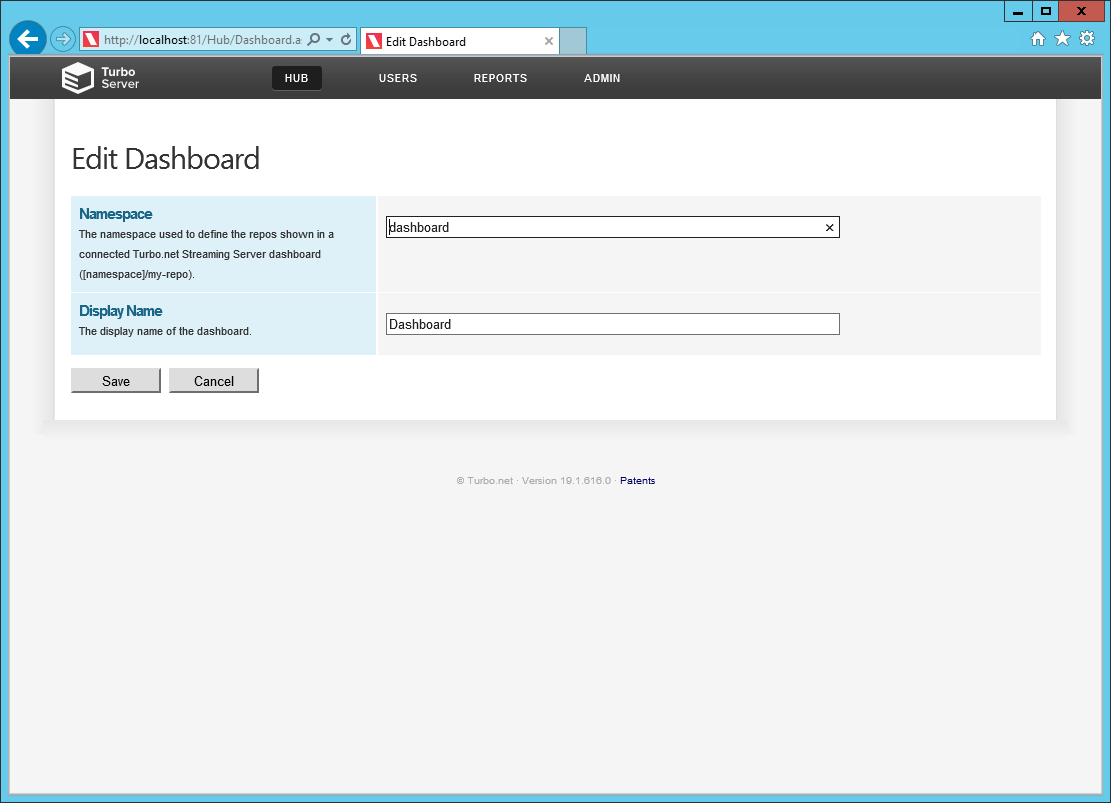 http://localhost:81/Hub/Dashboard.a
Edit Dashboard
Turbo
Server
HUB
USERS
REPORTS
ADMIN
Edit Dashboard
Namespace
The namespace used to define the repos shown in a
connected Turbo.net Streaming Server dashboard
([namespace]/my-repo).
dashboard
Display Name
The display name of the dashboard.
Dashboard
Save
Cancel
© Turbo.net · Version 19.1.616.0 · Patents